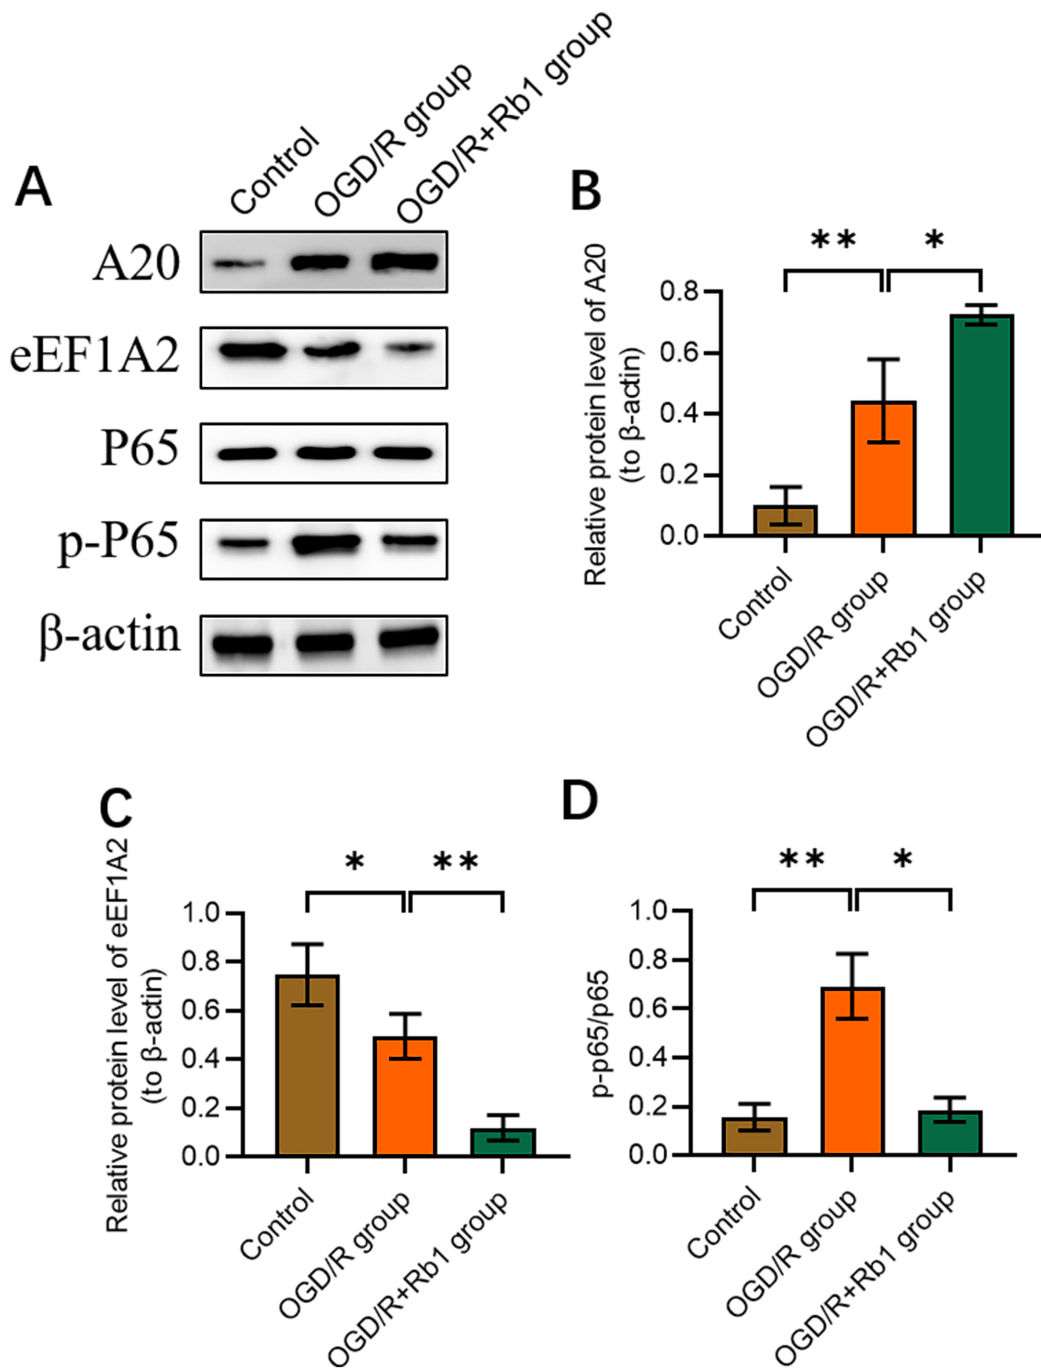 A
Control
OGD/R group
OGD/R+Rb1 group
A20
eEF1A2
P65
p-P65
β-actin
B
Relative protein level of A20
(to β-actin)
** *
0.8
0.6
0.4
0.2
0.0
Control
OGD/R group
OGD/R+Rb1 group
C
Relative protein level of eEF1A2
(to β-actin)
* **
1.0
0.8
0.6
0.4
0.2
0.0
Control
OGD/R group
OGD/R+Rb1 group
D
p-p65/p65
** *
1.0
0.8
0.6
0.4
0.2
0.0
Control
OGD/R group
OGD/R+Rb1 group